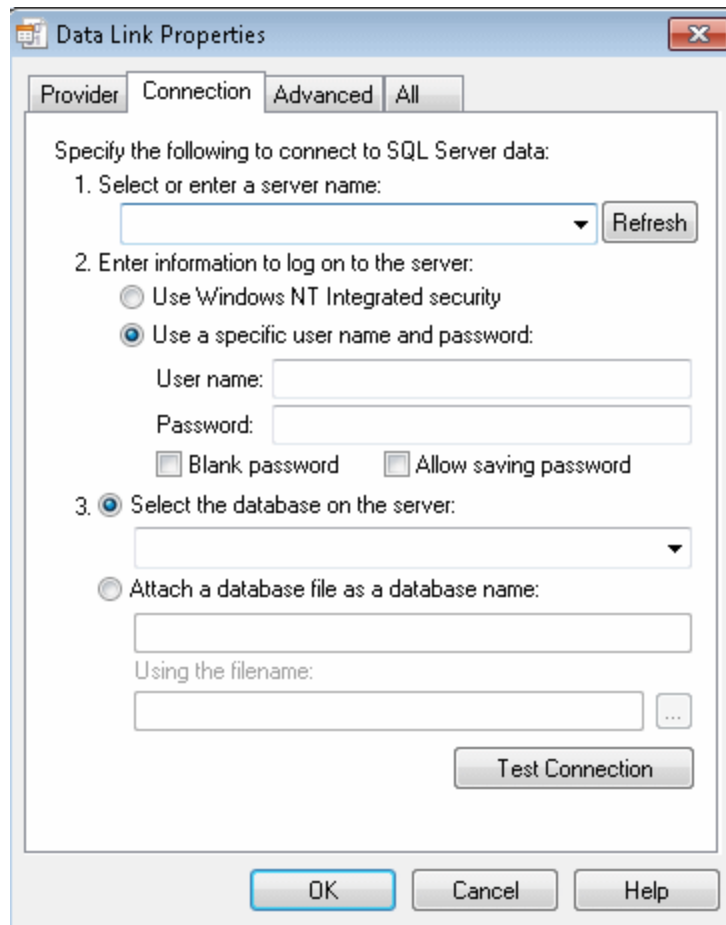 Data Link Properties
Provider Connection Advanced All
Specify the following to connect to SQL Server data:
1. Select or enter a server name:
Refresh
2. Enter information to log on to the server:
Use Windows NT Integrated security
Use a specific user name and password:
User name:
Password:
Blank password Allow saving password
3. Select the database on the server:
Attach a database file as a database name:
Using the filename:
...
Test Connection
OK Cancel Help